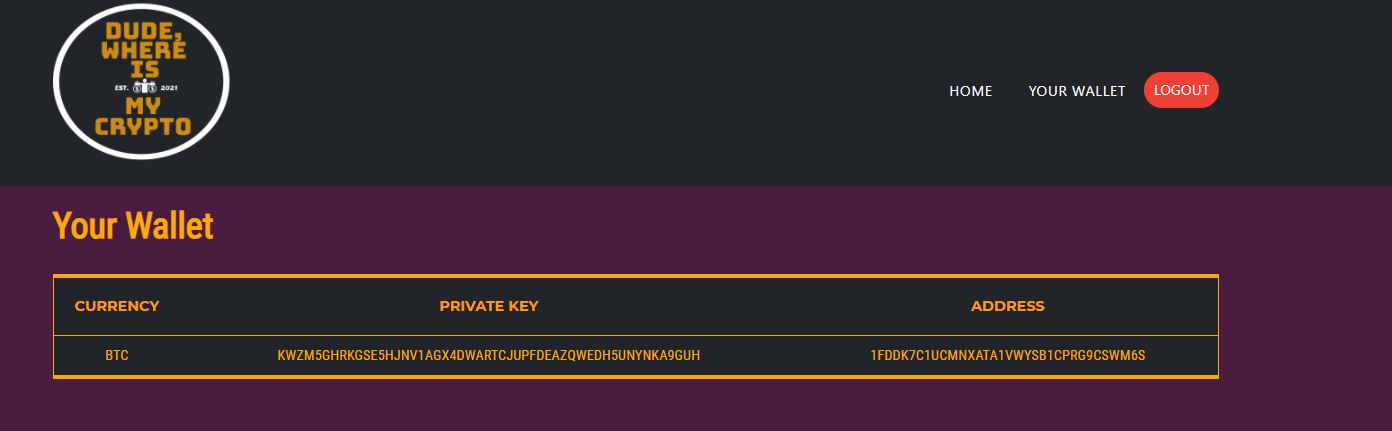 DUDE,
WHERE
IS
EST. 2021
MY
CRYPTO
HOME YOUR WALLET LOGOUT
Your Wallet
CURRENCY PRIVATE KEY ADDRESS
BTC KWZM5GHRKGSE5HJNV1AGX4DWARTCJUPFDEAZQWEDH5UNYNKA9GUH 1FDDK7C1UCMNXATA1VWYSB1CPRG9CSWM6S